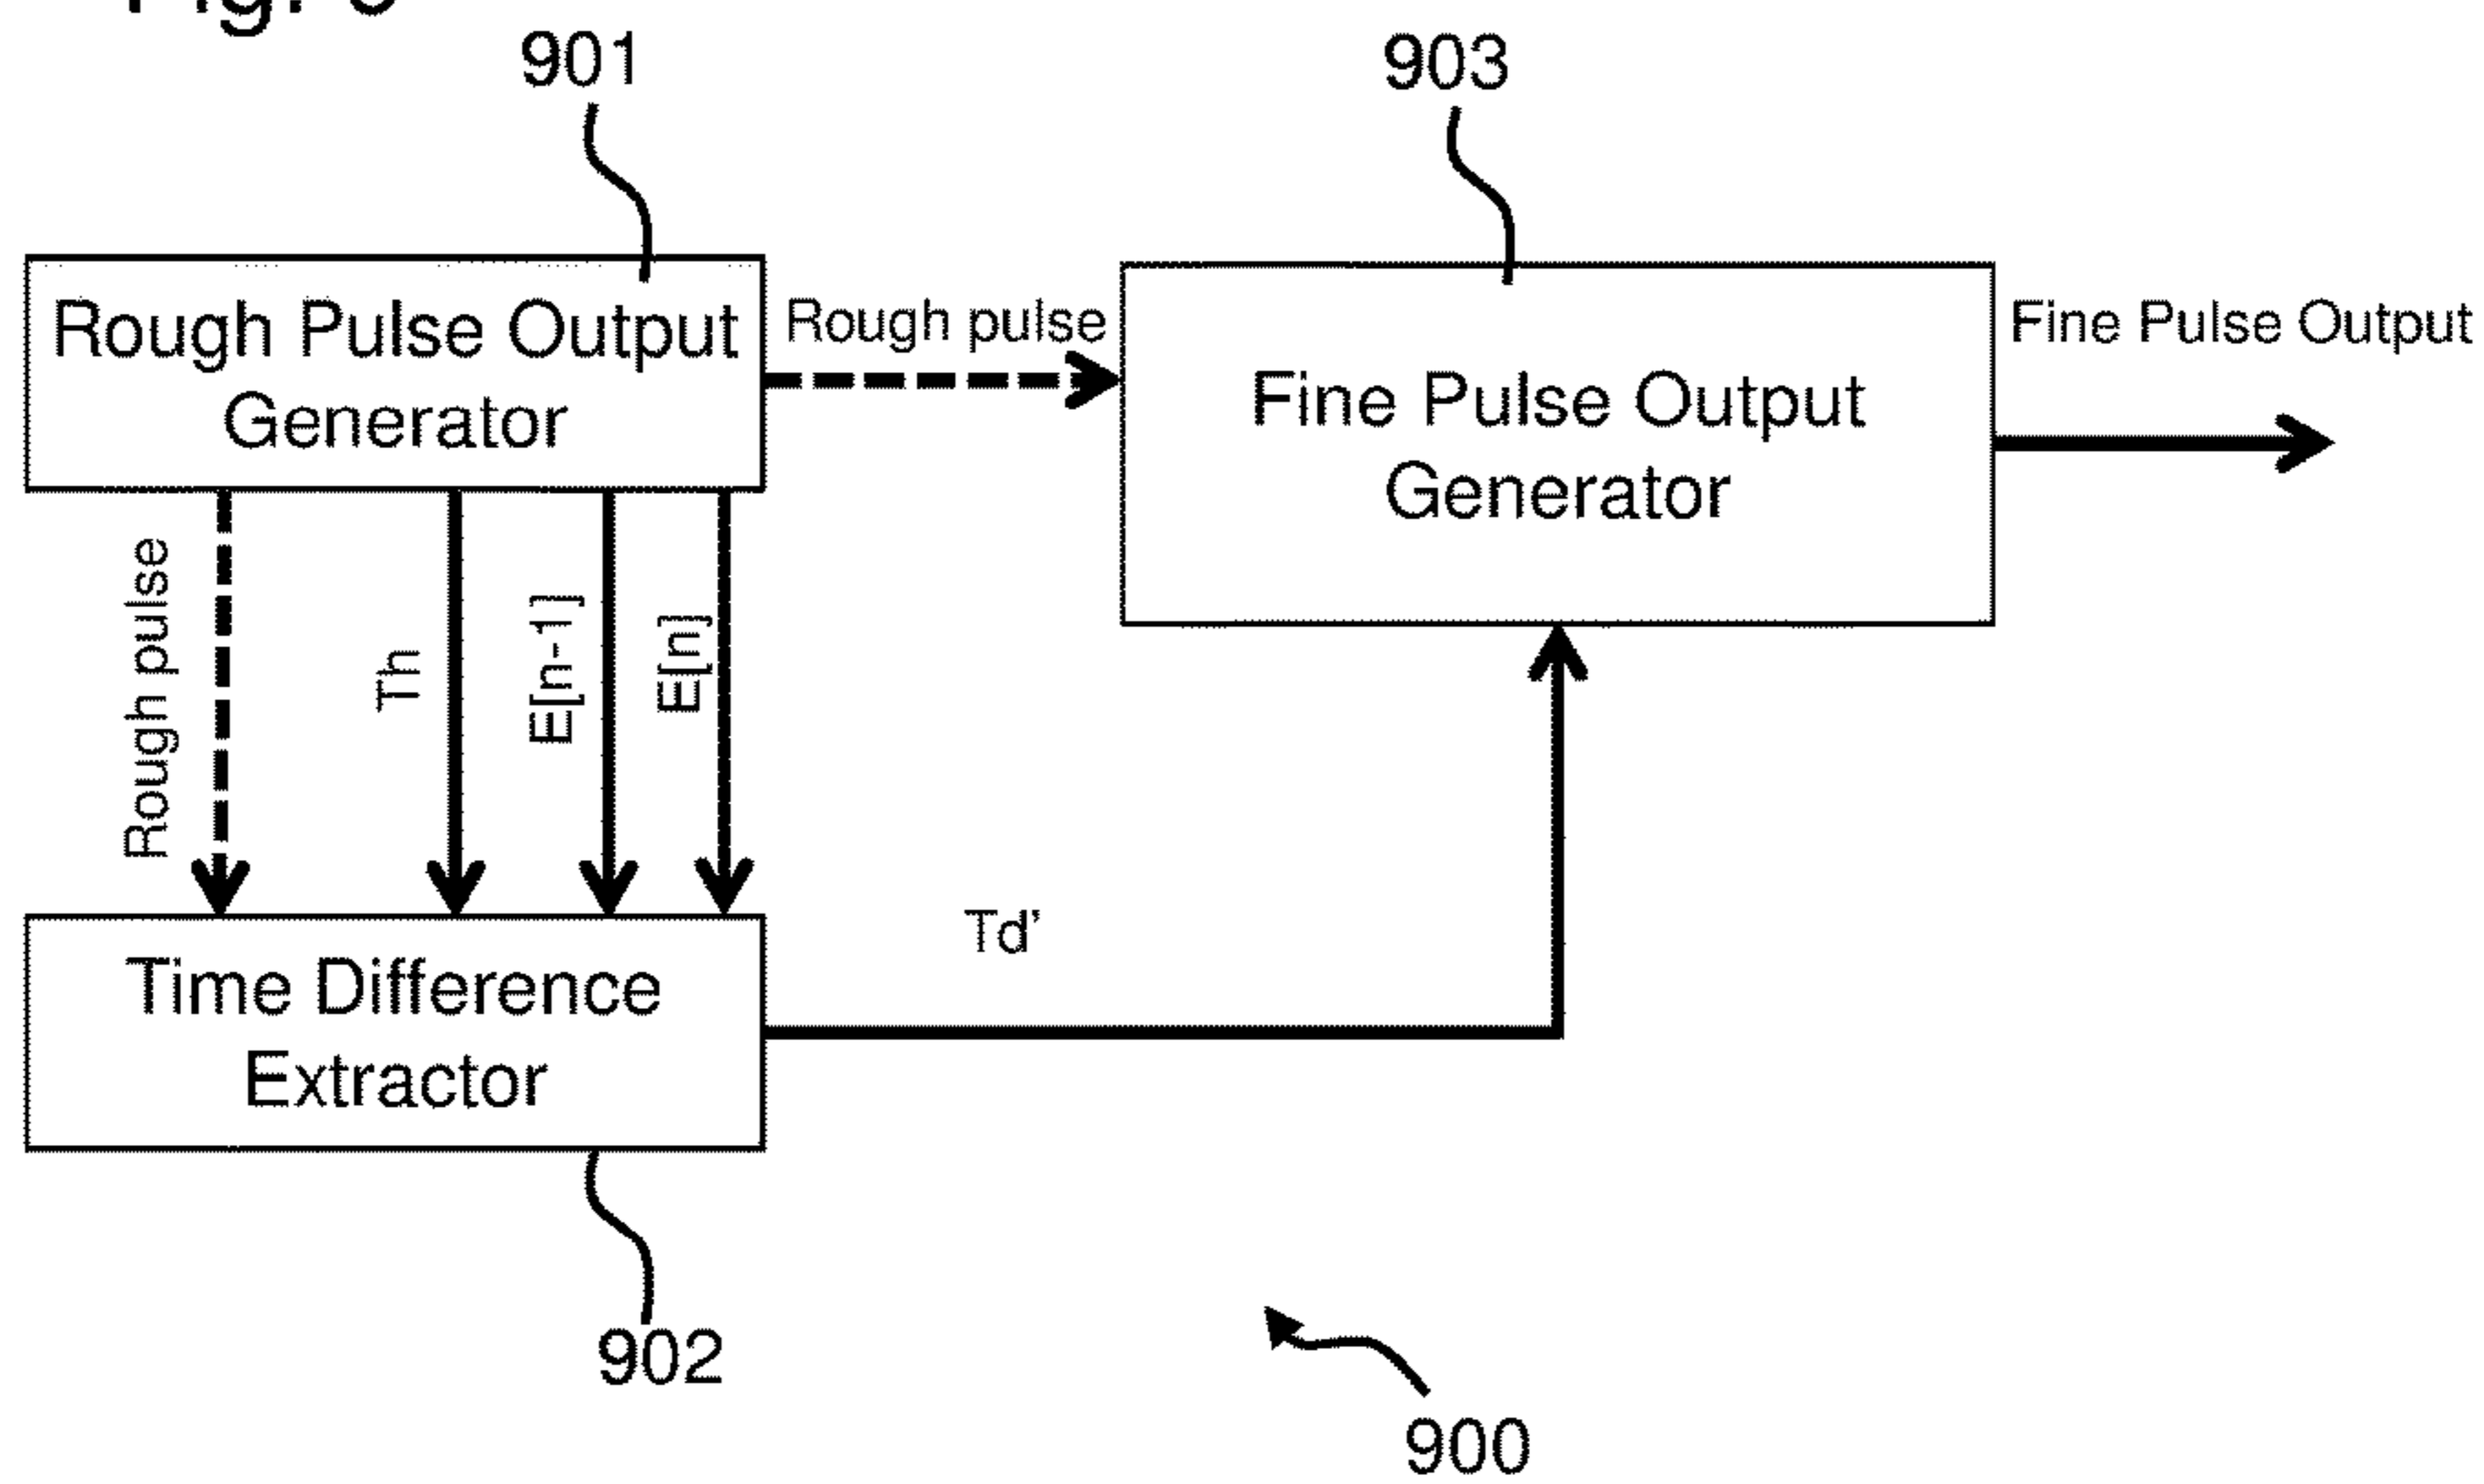 901
903
Rough Pulse Output
Generator
Rough pulse
Fine Pulse Output
Generator
Fine Pulse Output
Rough pulse
Th
E[n-1]
E[n]
Time Difference
Extractor
Td'
902
900